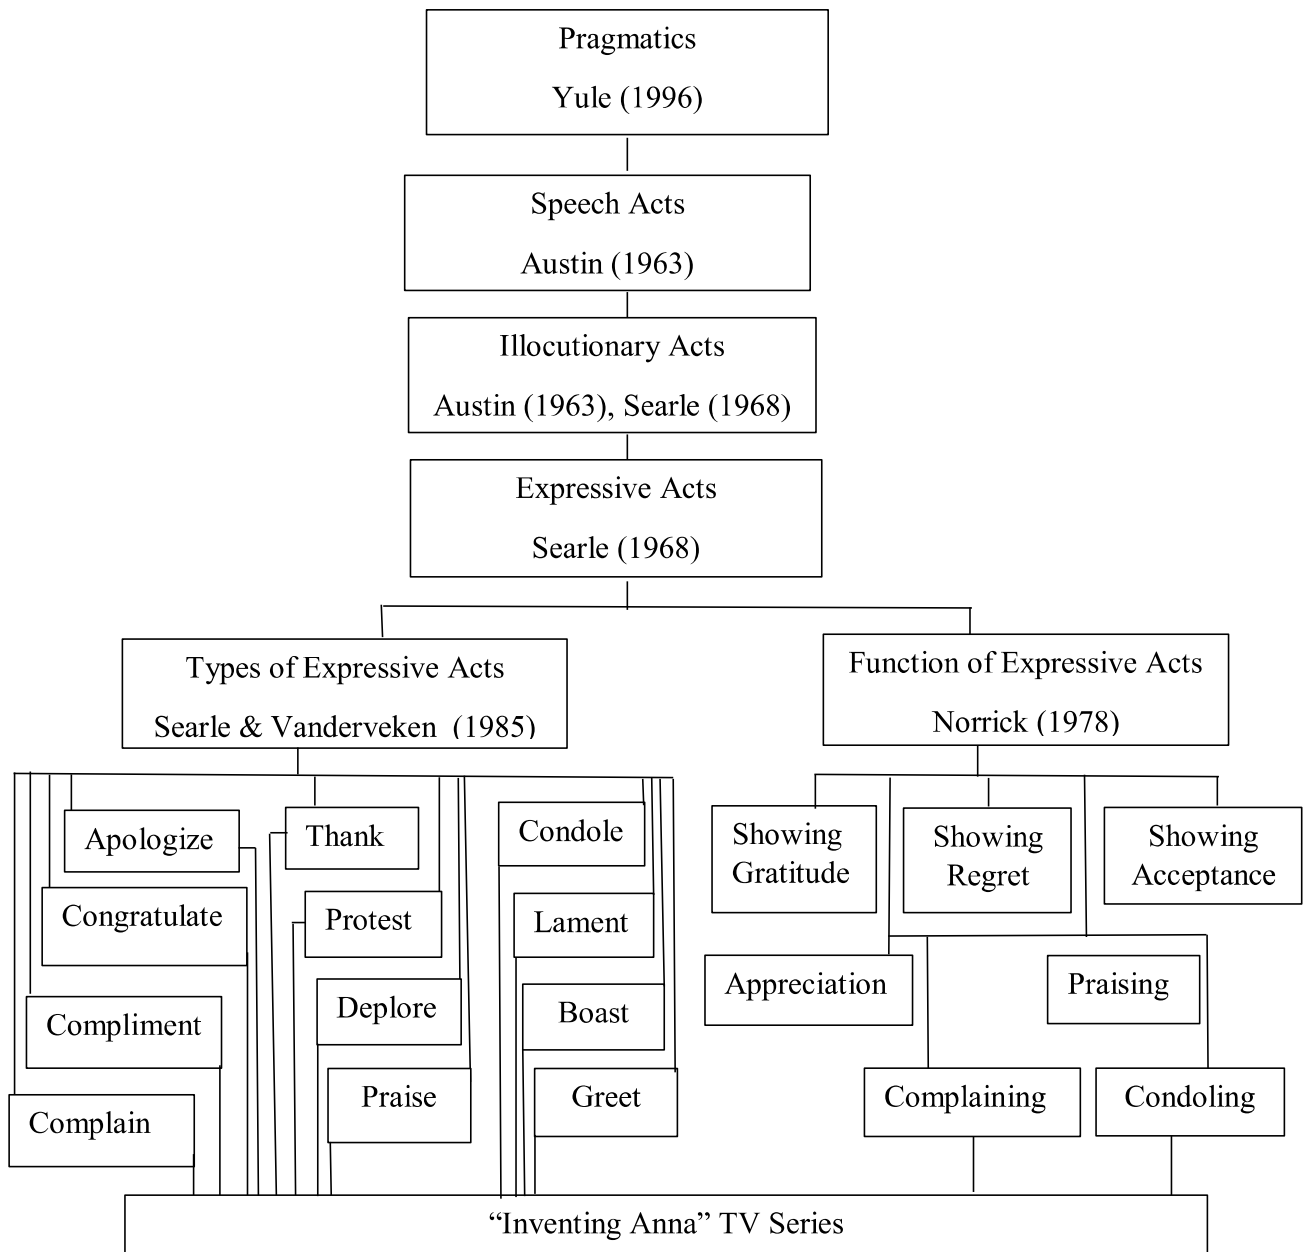 Pragmatics
Yule (1996)
Speech Acts
Austin (1963)
Illocutionary Acts
Austin (1963), Searle (1968)
Expressive Acts
Searle (1968)
Types of Expressive Acts
Searle & Vanderveken (1985)
Function of Expressive Acts
Norrick (1978)
Apologize
Thank
Condole
Congratulate
Protest
Lament
Compliment
Deplore
Boast
Complain
Praise
Greet
Showing
Gratitude
Showing
Regret
Showing
Acceptance
Appreciation
Praising
Complaining
Condoling
“Inventing Anna” TV Series